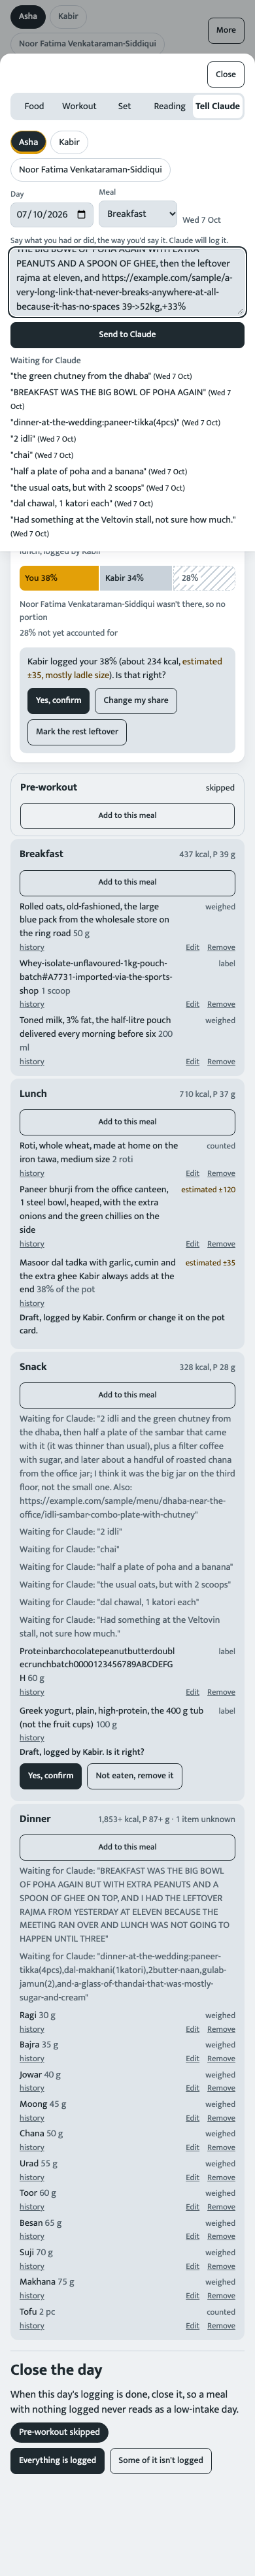 Asha
Kabir
Noor Fatima Venkataraman-Siddiqui
More
Close
Food
Workout
Set
Reading
Tell Claude
Asha
Kabir
Noor Fatima Venkataraman-Siddiqui
Day
Meal
07/10/2026
Breakfast
Wed 7 Oct
Say what you had or did, the way you'd say it. Claude will log it.
THE BIG BOWL OF POHA AGAIN WITH EXTRA
PEANUTS AND A SPOON OF GHEE, then the leftover
rajma at eleven, and https://example.com/sample/a-
very-long-link-that-never-breaks-anywhere-at-all-
because-it-has-no-spaces 39->52kg,+33%
Send to Claude
Waiting for Claude
"the green chutney from the dhaba" (Wed 7 Oct)
"BREAKFAST WAS THE BIG BOWL OF POHA AGAIN" (Wed 7
Oct)
"dinner-at-the-wedding:paneer-tikka(4pcs)" (Wed 7 Oct)
"2 idli" (Wed 7 Oct)
"chai" (Wed 7 Oct)
"half a plate of poha and a banana" (Wed 7 Oct)
"the usual oats, but with 2 scoops" (Wed 7 Oct)
"dal chawal, 1 katori each" (Wed 7 Oct)
"Had something at the Veltovin stall, not sure how much."
(Wed 7 Oct)
lunch, logged by Kabir
You 38%
Kabir 34%
28%
Noor Fatima Venkataraman-Siddiqui wasn't there, so no
portion
28% not yet accounted for
Kabir logged your 38% (about 234 kcal, estimated
±35, mostly ladle size). Is that right?
Yes, confirm
Change my share
Mark the rest leftover
Pre-workout
skipped
Add to this meal
Breakfast
437 kcal, P 39 g
Add to this meal
Rolled oats, old-fashioned, the large
blue pack from the wholesale store on
the ring road 50 g
weighed
history
Edit
Remove
Whey-isolate-unflavoured-1kg-pouch-
batch#A7731-imported-via-the-sports-
shop 1 scoop
label
history
Edit
Remove
Toned milk, 3% fat, the half-litre pouch
delivered every morning before six 200
ml
weighed
history
Edit
Remove
Lunch
710 kcal, P 37 g
Add to this meal
Roti, whole wheat, made at home on the
iron tawa, medium size 2 roti
counted
history
Edit
Remove
Paneer bhurji from the office canteen,
1 steel bowl, heaped, with the extra
onions and the green chillies on the
side
estimated ±120
history
Edit
Remove
Masoor dal tadka with garlic, cumin and
the extra ghee Kabir always adds at the
end 38% of the pot
estimated ±35
history
Draft, logged by Kabir. Confirm or change it on the pot
card.
Snack
328 kcal, P 28 g
Add to this meal
Waiting for Claude: "2 idli and the green chutney from
the dhaba, then half a plate of the sambar that came
with it (it was thinner than usual), plus a filter coffee
with sugar, and later about a handful of roasted chana
from the office jar; I think it was the big jar on the third
floor, not the small one. Also:
https://example.com/sample/menu/dhaba-near-the-
office/idli-sambar-combo-plate-with-chutney"
Waiting for Claude: "2 idli"
Waiting for Claude: "chai"
Waiting for Claude: "half a plate of poha and a banana"
Waiting for Claude: "the usual oats, but with 2 scoops"
Waiting for Claude: "dal chawal, 1 katori each"
Waiting for Claude: "Had something at the Veltovin
stall, not sure how much."
Proteinbarchocolatepeanutbutterdoubl
ecrunchbatch0000123456789ABCDEFG
H 60 g
label
history
Edit
Remove
Greek yogurt, plain, high-protein, the 400 g tub
(not the fruit cups) 100 g
label
history
Draft, logged by Kabir. Is it right?
Yes, confirm
Not eaten, remove it
Dinner
1,853+ kcal, P 87+ g · 1 item unknown
Add to this meal
Waiting for Claude: "BREAKFAST WAS THE BIG BOWL
OF POHA AGAIN BUT WITH EXTRA PEANUTS AND A
SPOON OF GHEE ON TOP, AND I HAD THE LEFTOVER
RAJMA FROM YESTERDAY AT ELEVEN BECAUSE THE
MEETING RAN OVER AND LUNCH WAS NOT GOING TO
HAPPEN UNTIL THREE"
Waiting for Claude: "dinner-at-the-wedding:paneer-
tikka(4pcs),dal-makhani(1katori),2butter-naan,gulab-
jamun(2),and-a-glass-of-thandai-that-was-mostly-
sugar-and-cream"
Ragi 30 g
weighed
history
Edit
Remove
Bajra 35 g
weighed
history
Edit
Remove
Jowar 40 g
weighed
history
Edit
Remove
Moong 45 g
weighed
history
Edit
Remove
Chana 50 g
weighed
history
Edit
Remove
Urad 55 g
weighed
history
Edit
Remove
Toor 60 g
weighed
history
Edit
Remove
Besan 65 g
weighed
history
Edit
Remove
Suji 70 g
weighed
history
Edit
Remove
Makhana 75 g
weighed
history
Edit
Remove
Tofu 2 pc
counted
history
Edit
Remove
Close the day
When this day's logging is done, close it, so a meal
with nothing logged never reads as a low-intake day.
Pre-workout skipped
Everything is logged
Some of it isn't logged